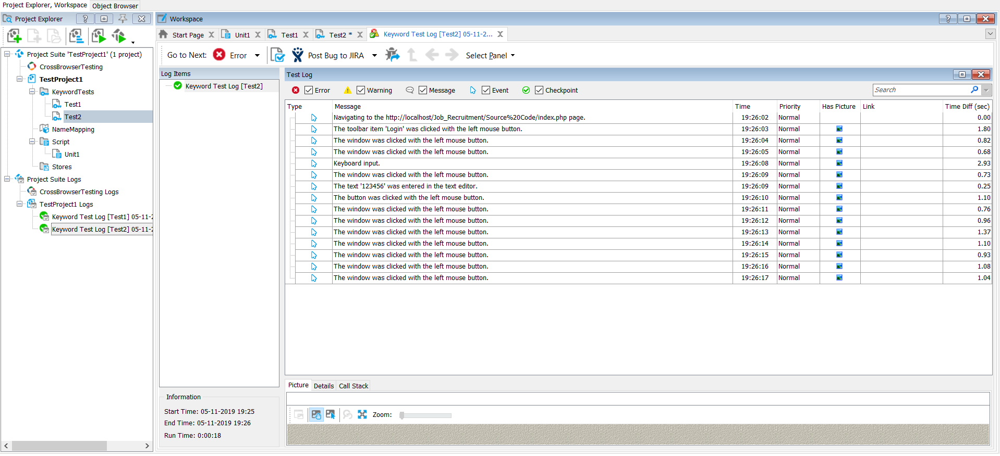 Project Explorer, Workspace
Object Browser
Project Explorer
?
Workspace
?
Start Page
Unit1
Test1
Test2 *
Keyword Test Log [Test2] 05-11-2...
Go to Next:
Error
Post Bug to JIRA
Select Panel
Project Suite 'TestProject1' (1 project)
CrossBrowserTesting
TestProject1
KeywordTests
Test1
Test2
NameMapping
Script
Unit1
Stores
Project Suite Logs
CrossBrowserTesting Logs
TestProject1 Logs
Keyword Test Log [Test1] 05-11-2
Keyword Test Log [Test2] 05-11-2
Log Items
Keyword Test Log [Test2]
Information
Start Time: 05-11-2019 19:25
End Time: 05-11-2019 19:26
Run Time: 0:00:18
Test Log
Error Warning Message Event Checkpoint
Search
Type Message Time Priority Has Picture Link Time Diff (sec)
Navigating to the http://localhost/Job_Recruitment/Source%20Code/index.php page. 19:26:02 Normal 0.00
The toolbar item 'Login' was clicked with the left mouse button. 19:26:03 Normal 1.80
The window was clicked with the left mouse button. 19:26:04 Normal 0.82
The window was clicked with the left mouse button. 19:26:05 Normal 0.68
Keyboard input. 19:26:08 Normal 2.93
The window was clicked with the left mouse button. 19:26:09 Normal 0.73
The text '123456' was entered in the text editor. 19:26:09 Normal 0.25
The button was clicked with the left mouse button. 19:26:10 Normal 1.10
The window was clicked with the left mouse button. 19:26:11 Normal 0.76
The window was clicked with the left mouse button. 19:26:12 Normal 0.96
The window was clicked with the left mouse button. 19:26:13 Normal 1.37
The window was clicked with the left mouse button. 19:26:14 Normal 1.10
The window was clicked with the left mouse button. 19:26:15 Normal 0.93
The window was clicked with the left mouse button. 19:26:16 Normal 1.08
The window was clicked with the left mouse button. 19:26:17 Normal 1.04
Picture Details Call Stack
Zoom: